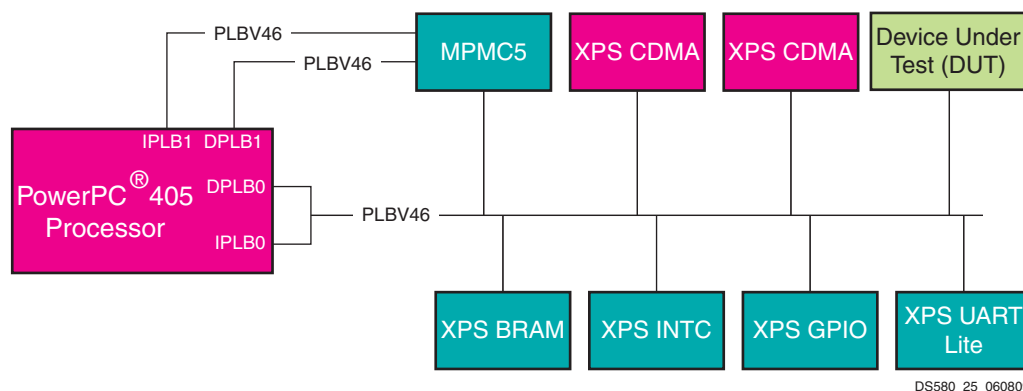 PLBV46
PLBV46
MPMC5
XPS CDMA
XPS CDMA
Device Under
Test (DUT)
IPLB1 DPLB1
PowerPC® 405
Processor
DPLB0
IPLB0
PLBV46
XPS BRAM
XPS INTC
XPS GPIO
XPS UART
Lite
DS580_25_06080